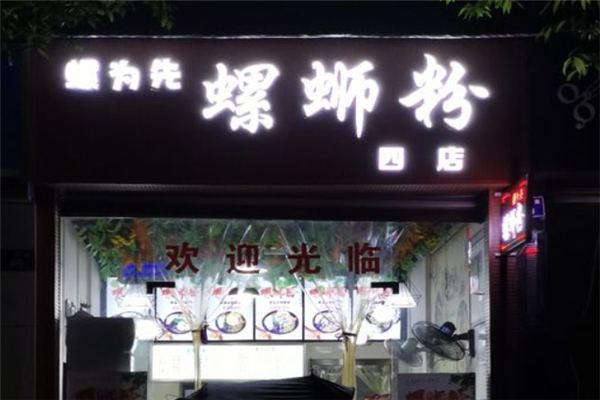 螺为先 螺蛳粉
四店
欢迎光临